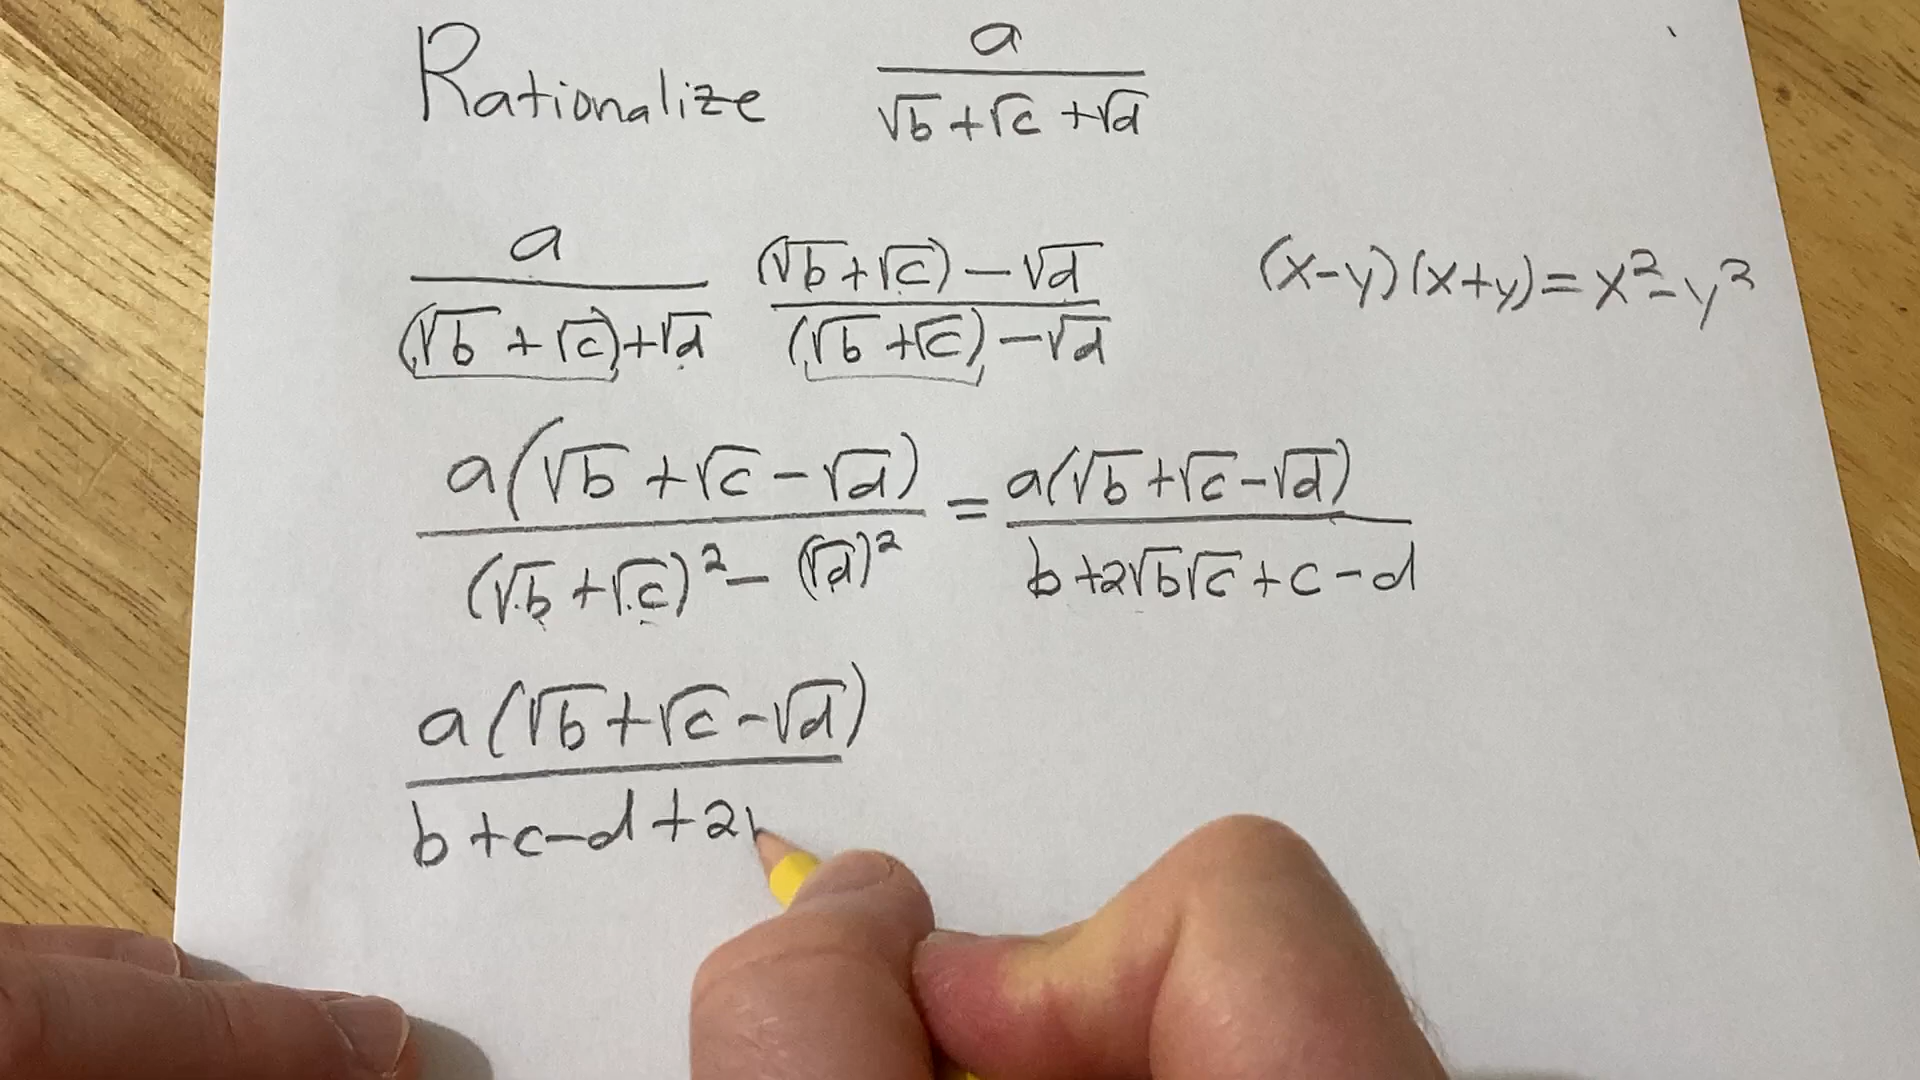 Rationalize a/(√b+√c+√d)
a/((√b+√c)+√d) ((√b+√c)-√d)/((√b+√c)-√d) (x-y)(x+y)=x²-y²
a(√b+√c-√d)/((√b+√c)²-(√d)²) = a(√b+√c-√d)/(b+2√b√c+c-d)
a(√b+√c-√d)/(b+c-d+2